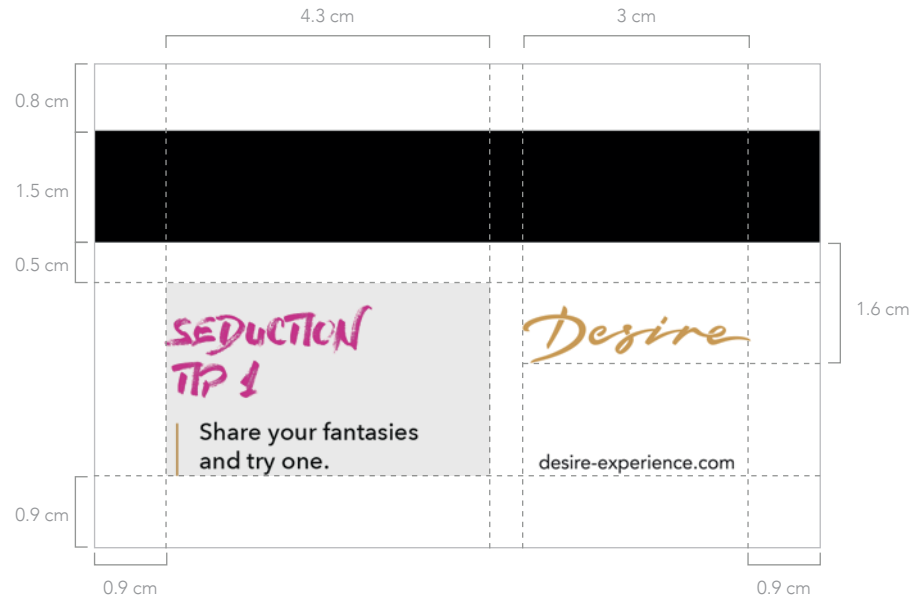 4.3 cm
3 cm
0.8 cm
1.5 cm
0.5 cm
1.6 cm
SEDUCTION
TIP 1
Desire
Share your fantasies
and try one.
desire-experience.com
0.9 cm
0.9 cm
0.9 cm